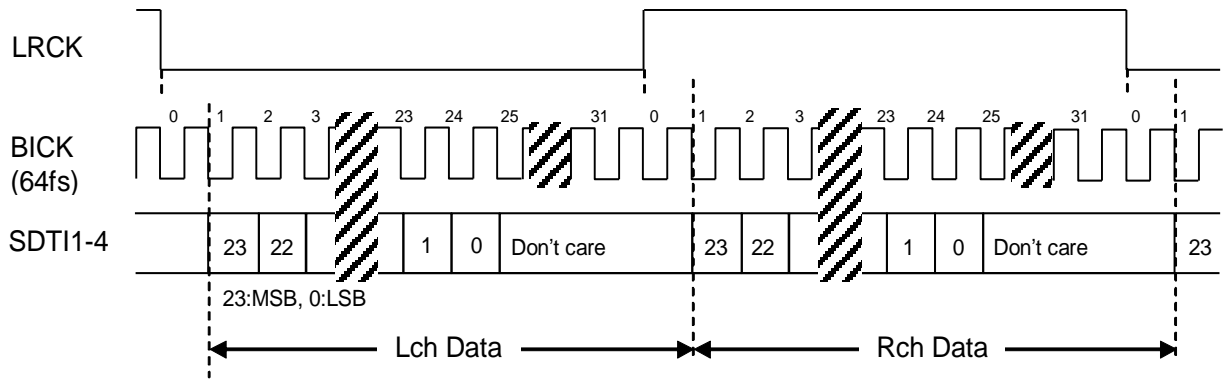 LRCK
0 1 2 3 23 24 25 31 0 1 2 3 23 24 25 31 0 1
BICK
(64fs)
SDTI1-4
23 22 1 0 Don't care 23 22 1 0 Don't care 23
23:MSB, 0:LSB
Lch Data Rch Data